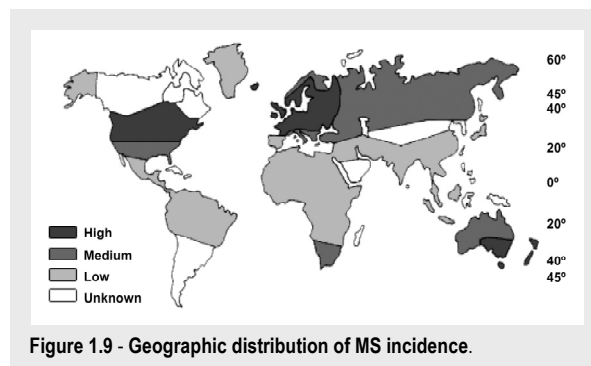 60º
45º
40º
20º
0º
20º
40º
45º
High
Medium
Low
Unknown
Figure 1.9 - Geographic distribution of MS incidence.